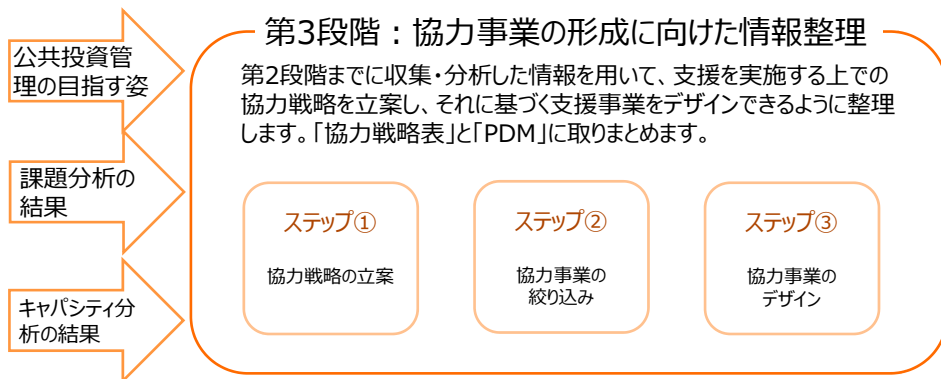 公共投資管
理の目指す姿
課題分析の
結果
キャパシティ分
析の結果
第3段階：協力事業の形成に向けた情報整理
第2段階までに収集・分析した情報を用いて、支援を実施する上での
協力戦略を立案し、それに基づく支援事業をデザインできるように整理
します。「協力戦略表」と「PDM」に取りまとめます。
ステップ①
協力戦略の立案
ステップ②
協力事業の
絞り込み
ステップ③
協力事業の
デザイン